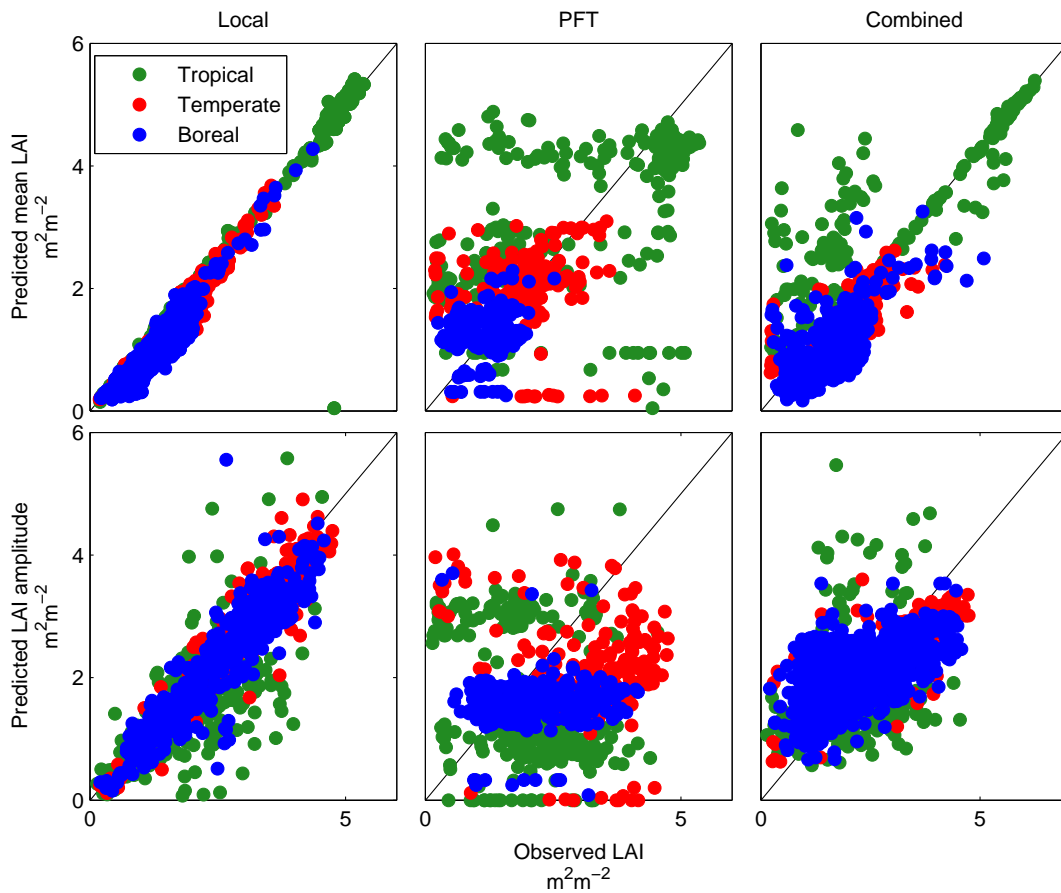 Local PFT Combined
6
Tropical
Temperate
Boreal
4
2
0
Predicted mean LAI
m²m⁻²
6
4
2
0
Predicted LAI amplitude
m²m⁻²
0 5 0 5 0 5
Observed LAI
m²m⁻²